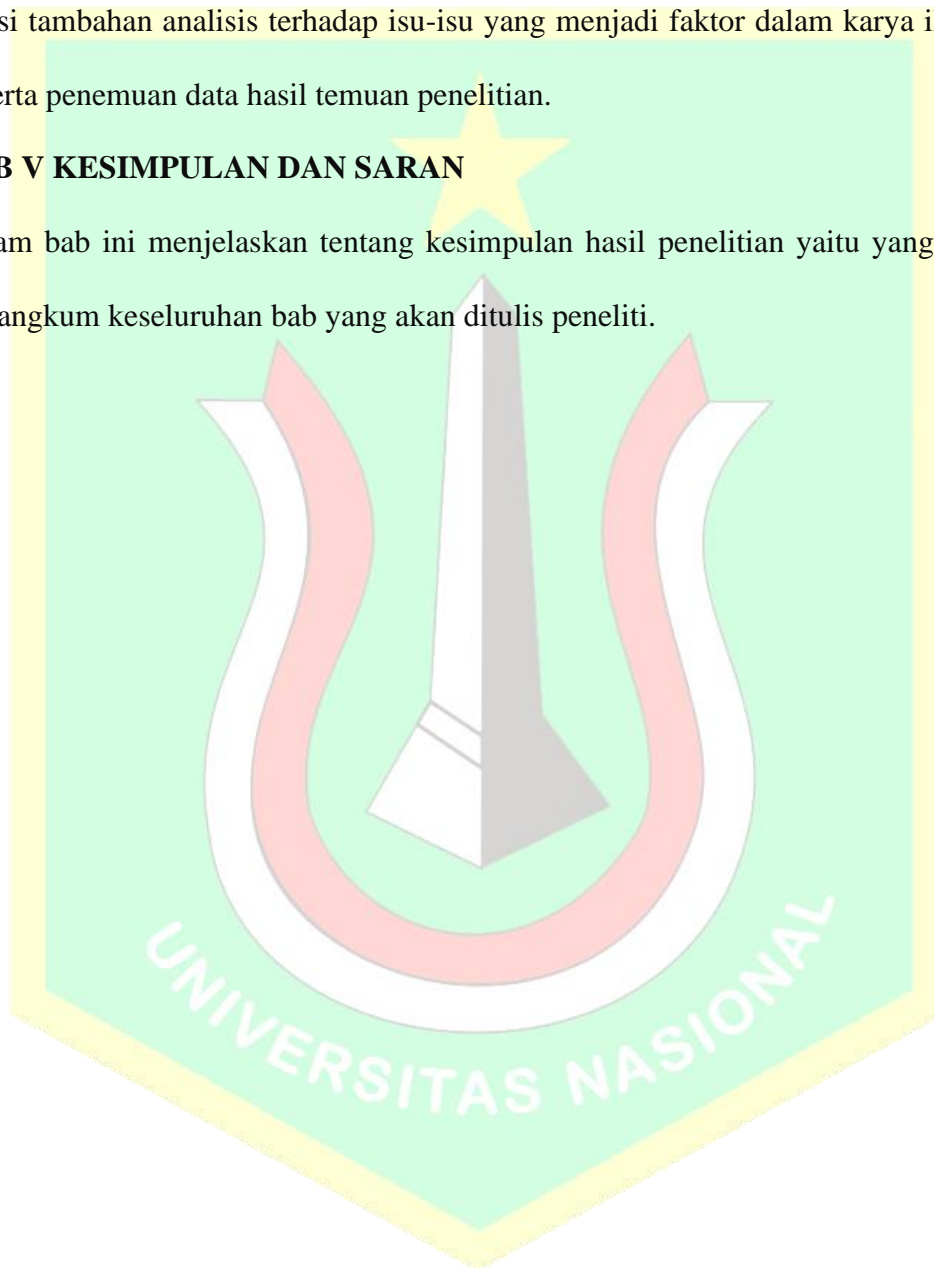 si tambahan analisis terhadap isu-isu yang menjadi faktor dalam karya i
erta penemuan data hasil temuan penelitian.
B V KESIMPULAN DAN SARAN
am bab ini menjelaskan tentang kesimpulan hasil penelitian yaitu yang
angkum keseluruhan bab yang akan ditulis peneliti.
UNIVERSITAS NASIONAL